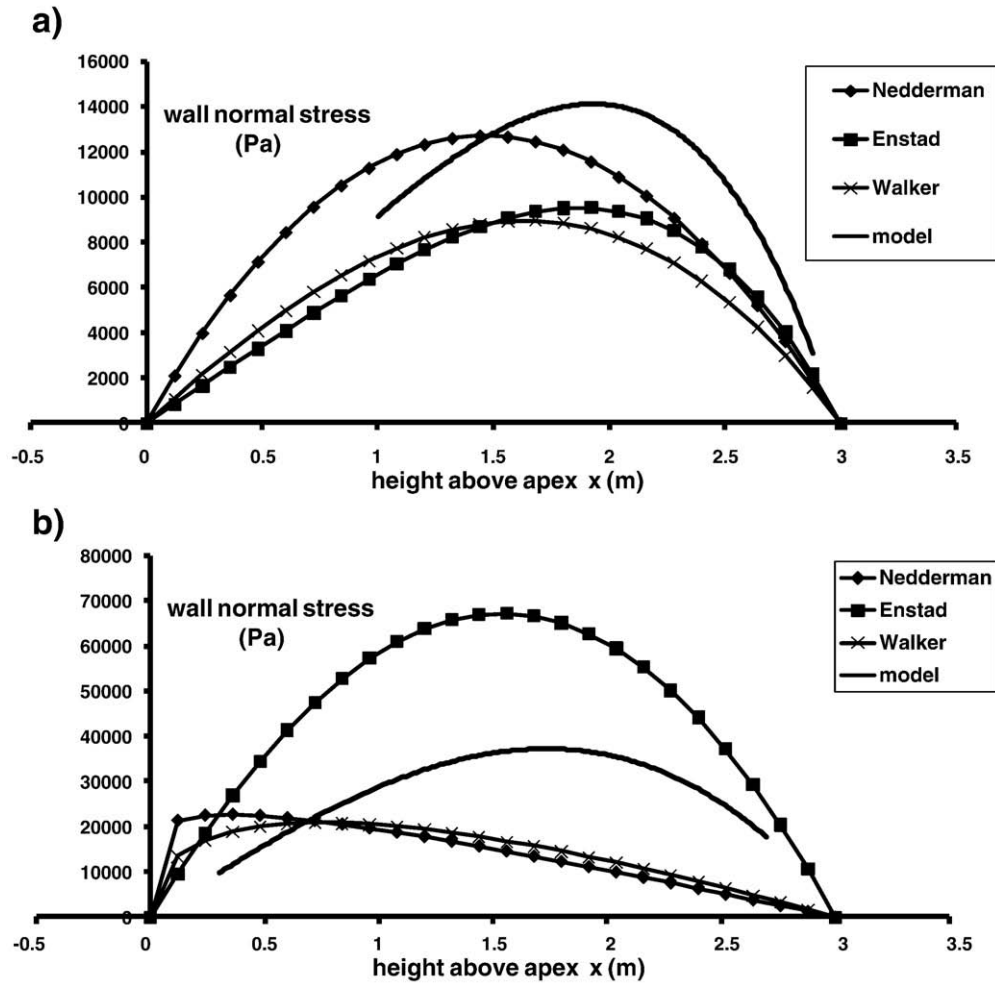 a)
16000
14000
12000
10000
8000
6000
4000
2000
0
wall normal stress
(Pa)
Nedderman
Enstad
Walker
model
-0.5 0 0.5 1 1.5 2 2.5 3 3.5
height above apex x (m)
b)
80000
70000
60000
50000
40000
30000
20000
10000
0
wall normal stress
(Pa)
Nedderman
Enstad
Walker
model
-0.5 0 0.5 1 1.5 2 2.5 3 3.5
height above apex x (m)